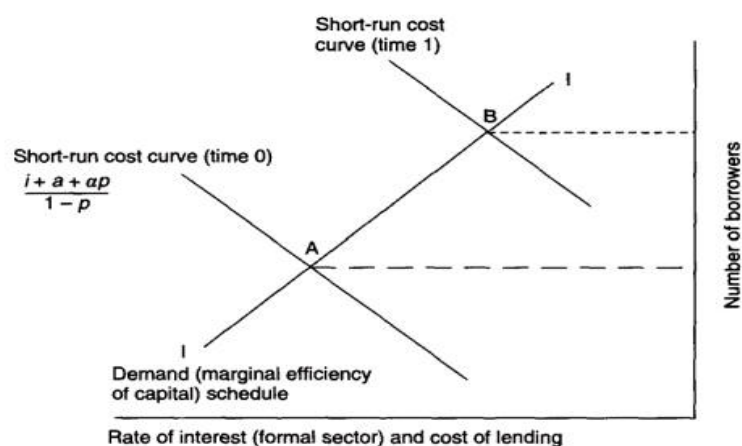 Short-run cost
curve (time 1)
I
B
Short-run cost curve (time 0)
i + a + αp
1 − p
A
I
Demand (marginal efficiency
of capital) schedule
Number of borrowers
Rate of interest (formal sector) and cost of lending